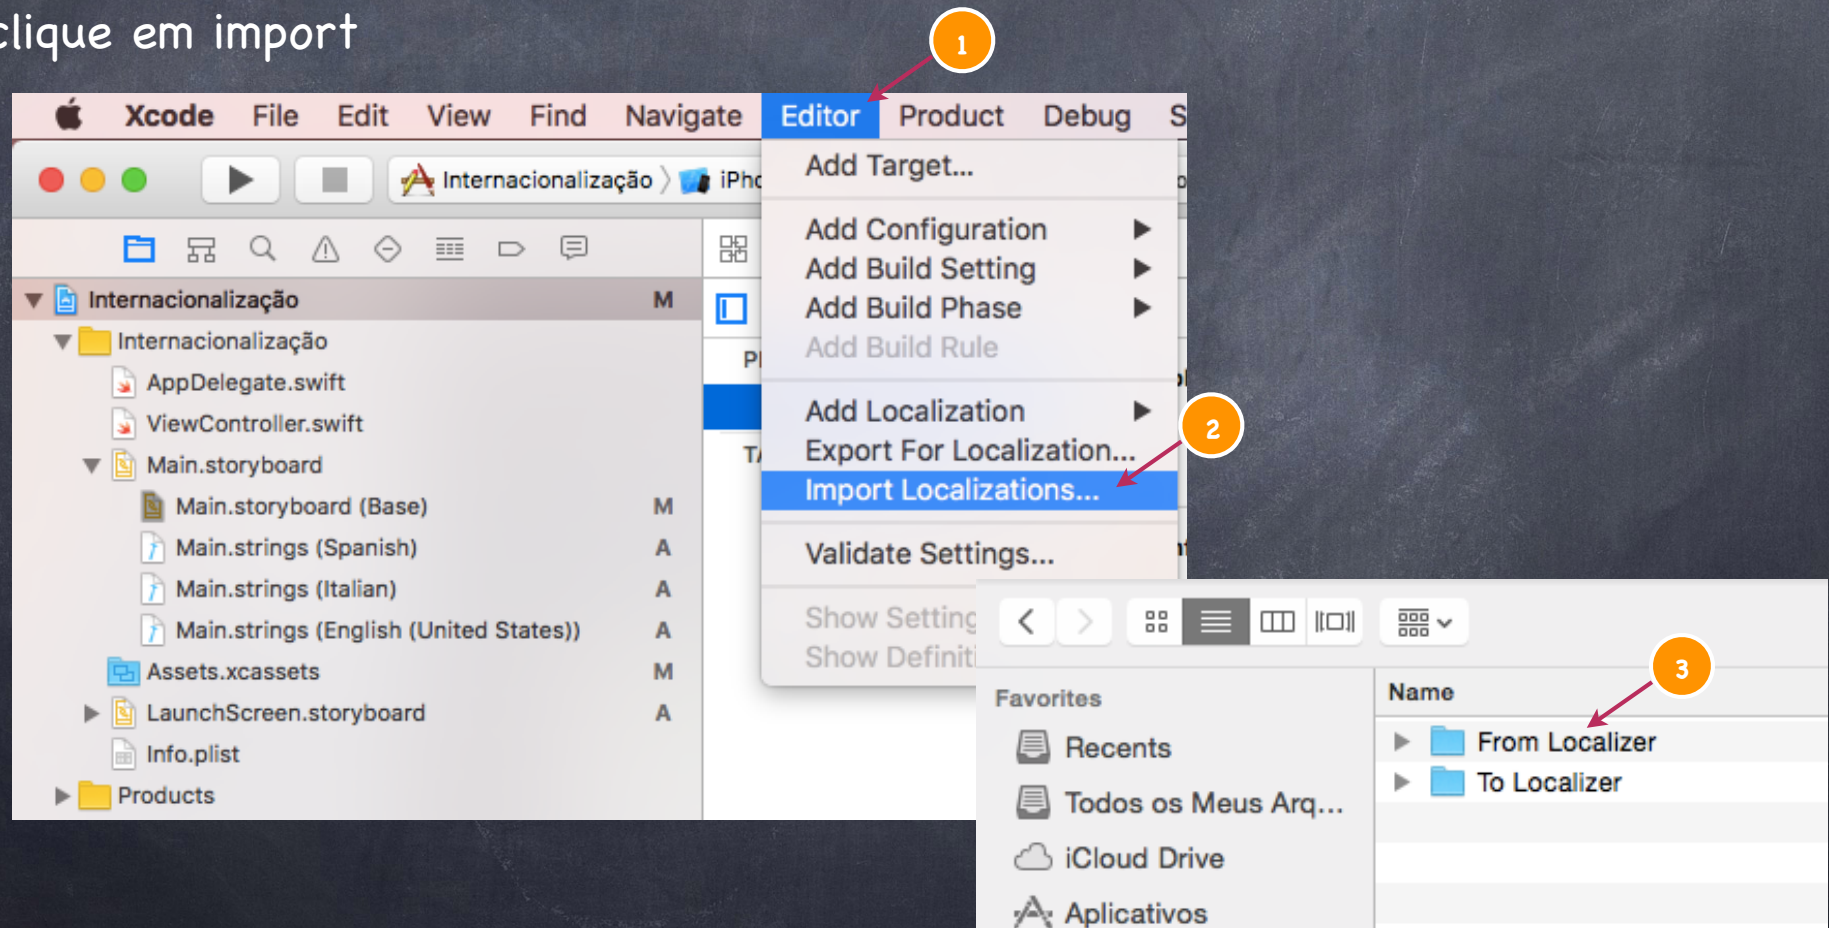 clique em import
1
Xcode File Edit View Find Navigate Editor Product Debug S
Internacionalização iPho
Add Target...
Add Configuration
Add Build Setting
Add Build Phase
Add Build Rule
Add Localization
Export For Localization...
Import Localizations...
Validate Settings...
Show Setting
Show Definiti
2
Internacionalização M
Internacionalização
AppDelegate.swift
ViewController.swift
Main.storyboard
Main.storyboard (Base) M
Main.strings (Spanish) A
Main.strings (Italian) A
Main.strings (English (United States)) A
Assets.xcassets M
LaunchScreen.storyboard A
Info.plist
Products
3
Favorites
Recents
Todos os Meus Arq...
iCloud Drive
Aplicativos
Name
From Localizer
To Localizer